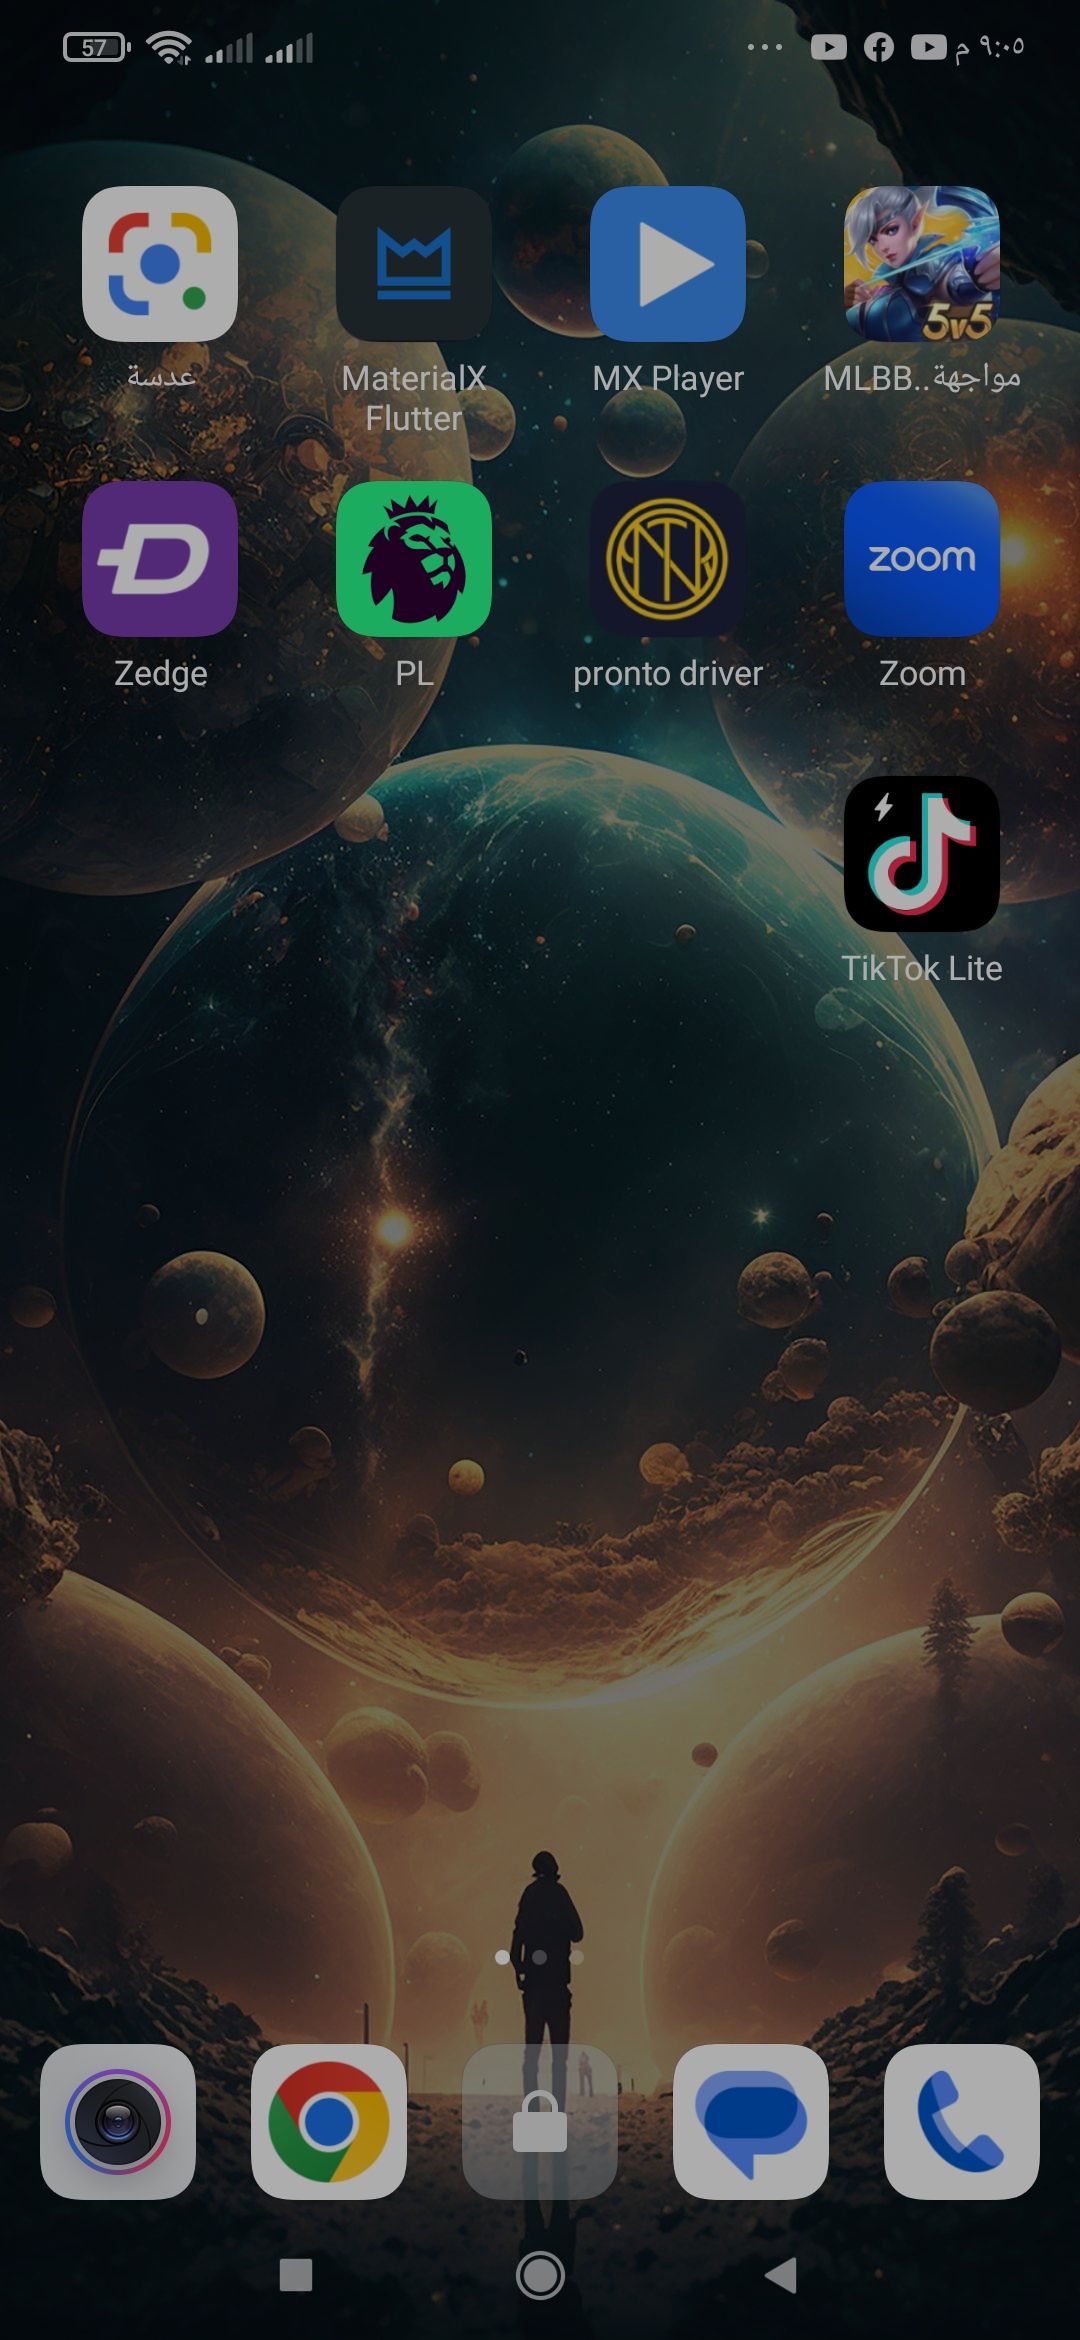 57
٩:٠٥ م
5v5
عدسة
MaterialX
Flutter
MX Player
MLBB..مواجهة
zoom
Zedge
PL
pronto driver
Zoom
TikTok Lite